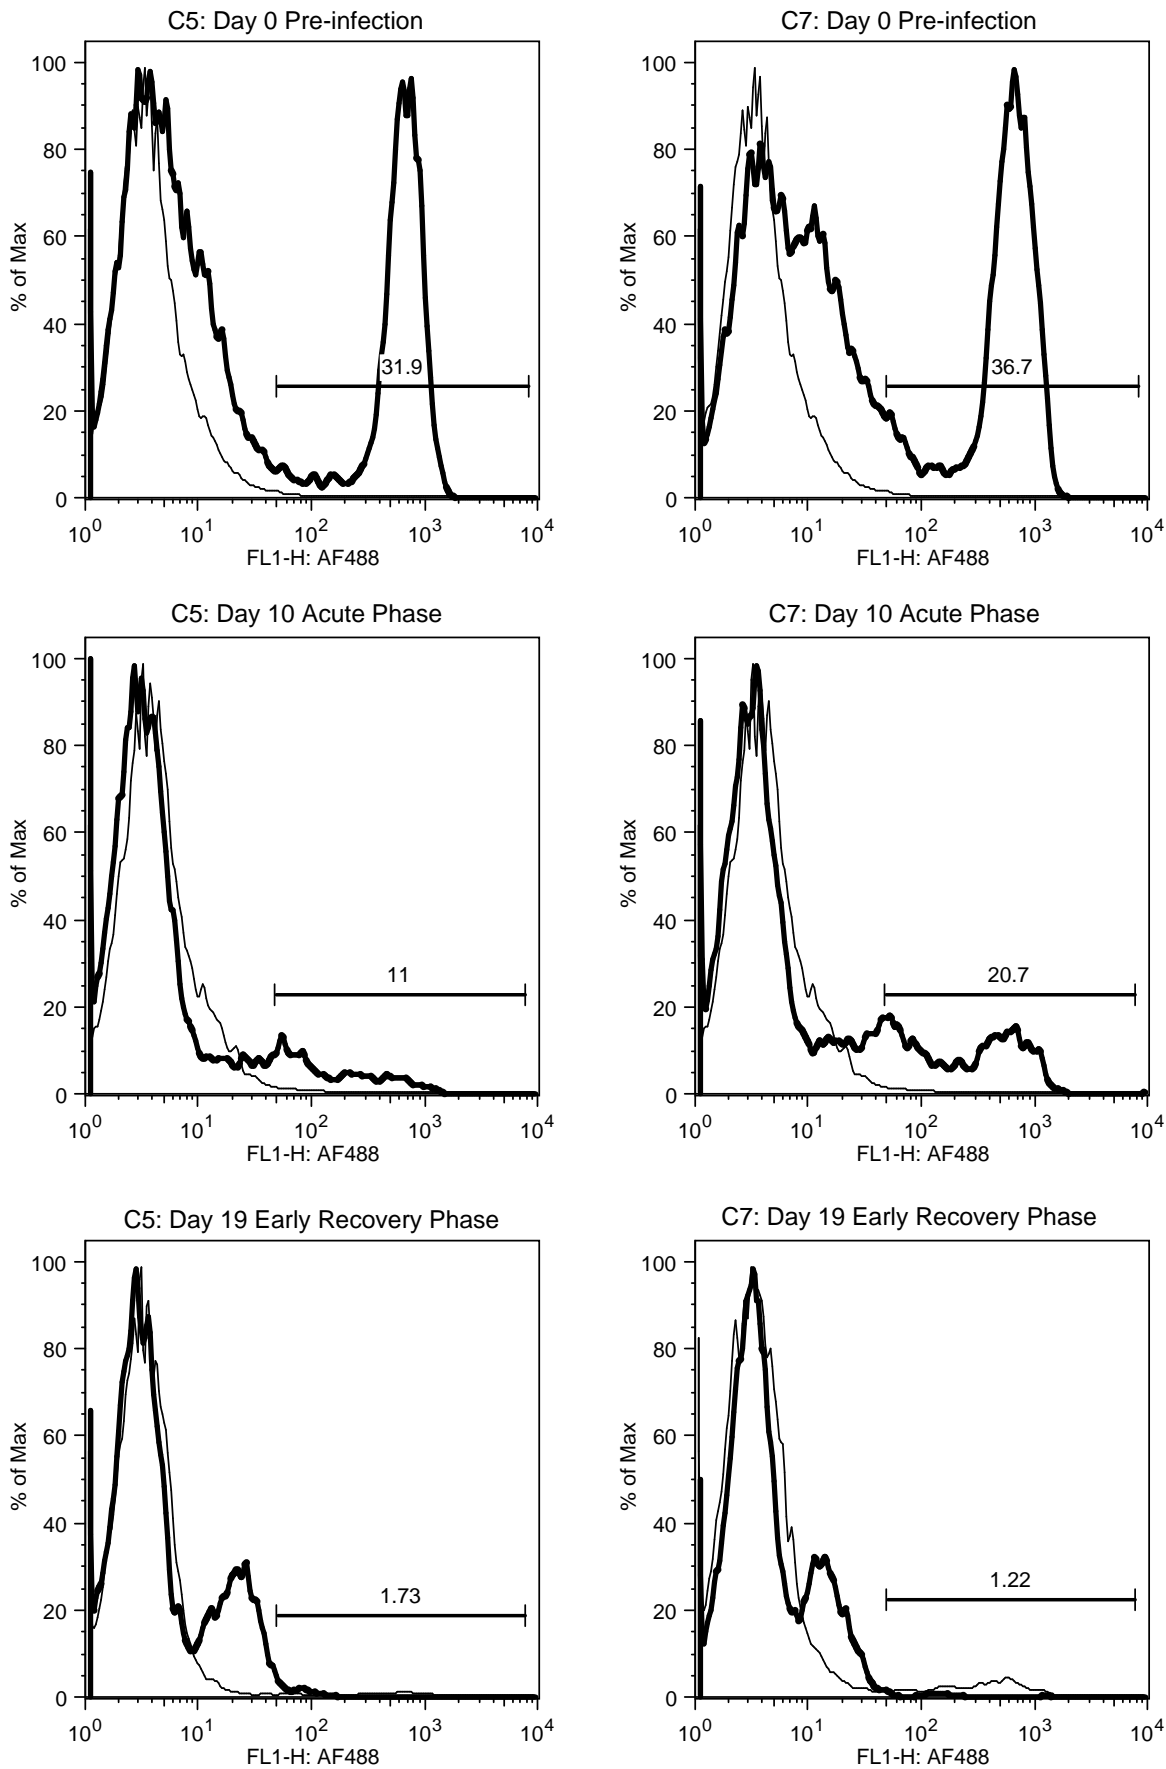 C5: Day 0 Pre-infection
100
80
60
40
20
0
% of Max
31.9
10^0 10^1 10^2 10^3 10^4
FL1-H: AF488
C7: Day 0 Pre-infection
100
80
60
40
20
0
% of Max
36.7
10^0 10^1 10^2 10^3 10^4
FL1-H: AF488
C5: Day 10 Acute Phase
100
80
60
40
20
0
% of Max
11
10^0 10^1 10^2 10^3 10^4
FL1-H: AF488
C7: Day 10 Acute Phase
100
80
60
40
20
0
% of Max
20.7
10^0 10^1 10^2 10^3 10^4
FL1-H: AF488
C5: Day 19 Early Recovery Phase
100
80
60
40
20
0
% of Max
1.73
10^0 10^1 10^2 10^3 10^4
FL1-H: AF488
C7: Day 19 Early Recovery Phase
100
80
60
40
20
0
% of Max
1.22
10^0 10^1 10^2 10^3 10^4
FL1-H: AF488